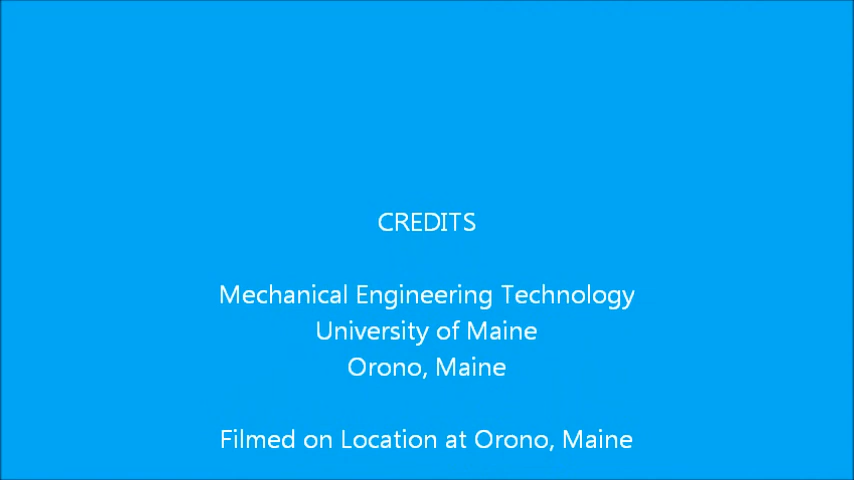 CREDITS
Mechanical Engineering Technology
University of Maine
Orono, Maine
Filmed on Location at Orono, Maine